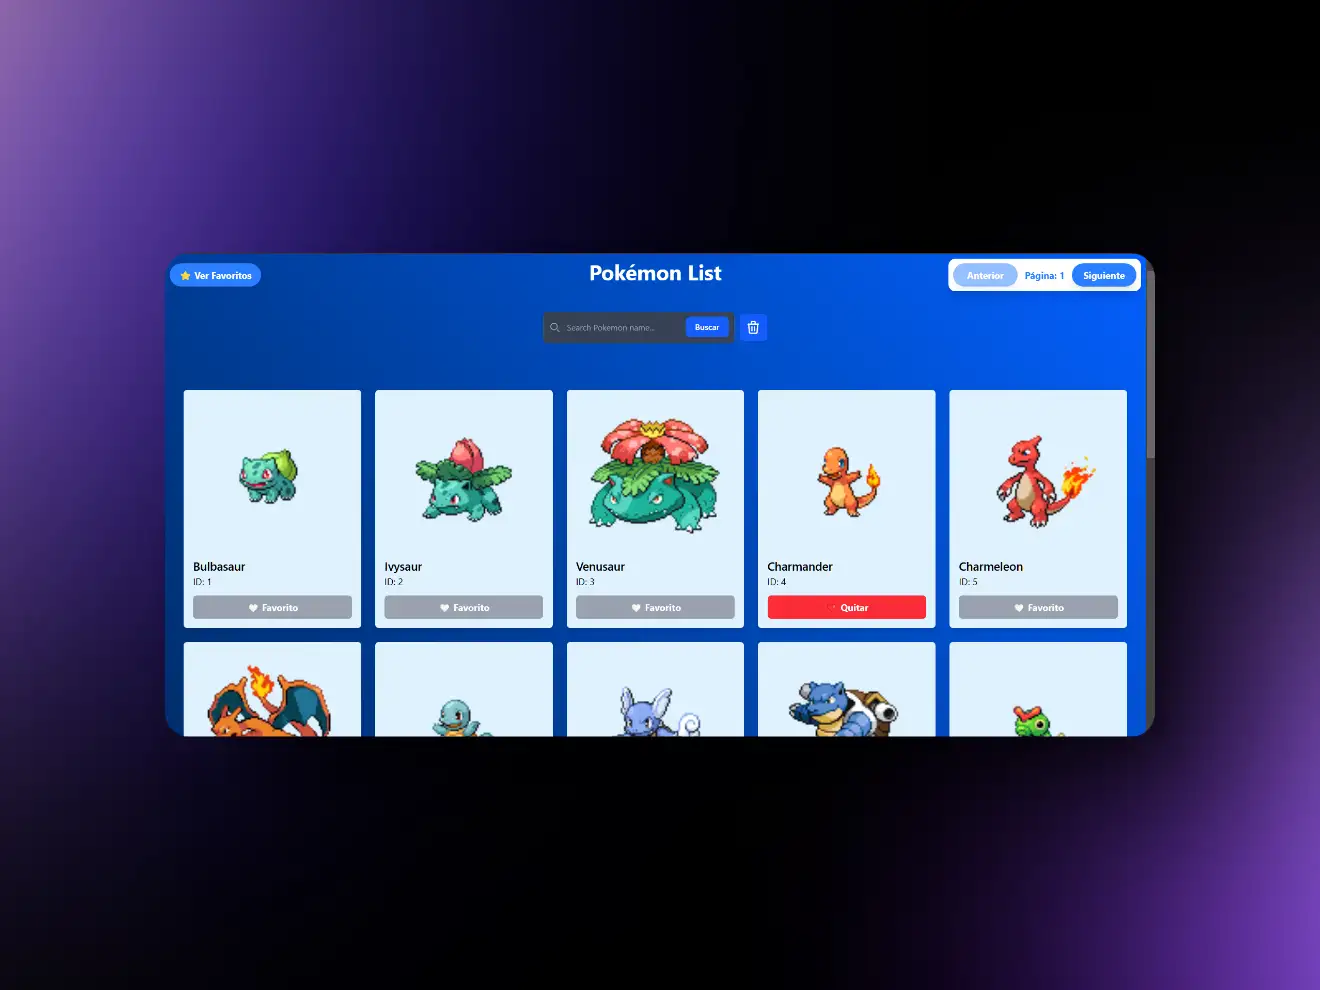 ⭐ Ver Favoritos
Pokémon List
Anterior Página: 1 Siguiente
Search Pokemon name... Buscar
Bulbasaur
ID: 1
Favorito
Ivysaur
ID: 2
Favorito
Venusaur
ID: 3
Favorito
Charmander
ID: 4
Quitar
Charmeleon
ID: 5
Favorito